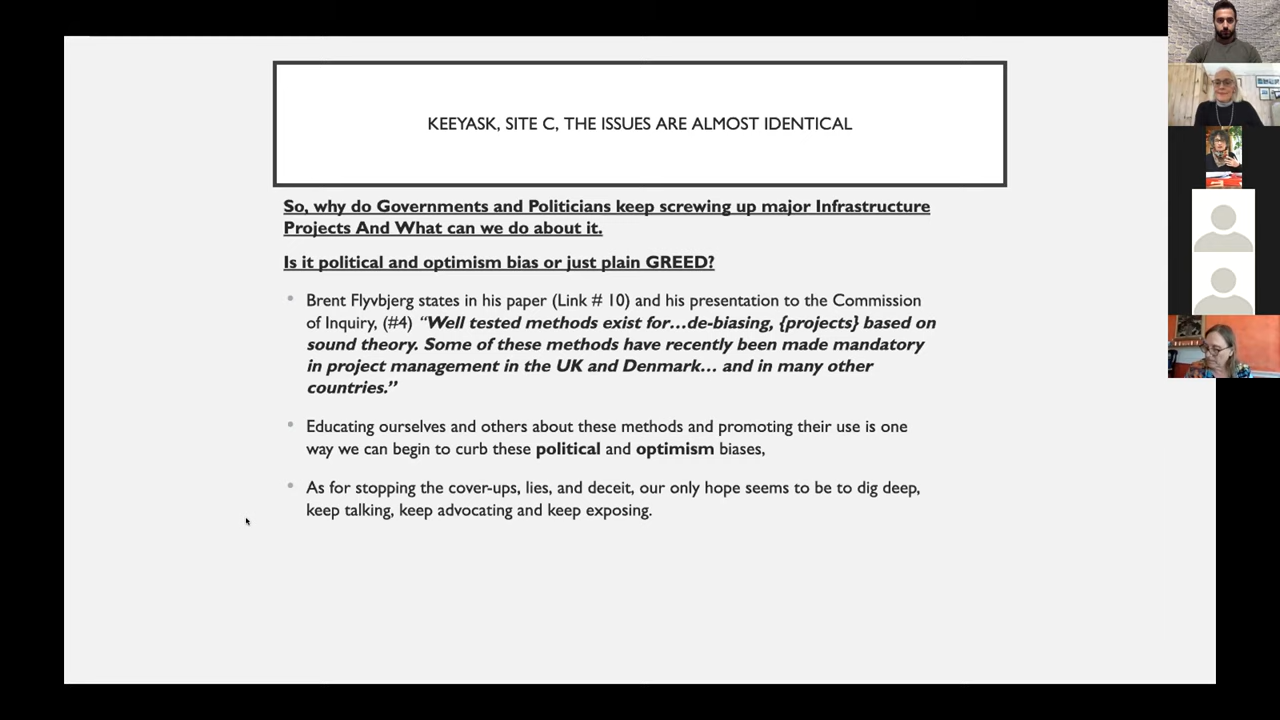 KEEYASK, SITE C, THE ISSUES ARE ALMOST IDENTICAL
So, why do Governments and Politicians keep screwing up major Infrastructure
Projects And What can we do about it.
Is it political and optimism bias or just plain GREED?
• Brent Flyvbjerg states in his paper (Link # 10) and his presentation to the Commission
of Inquiry, (#4) “Well tested methods exist for…de-biasing, {projects} based on
sound theory. Some of these methods have recently been made mandatory
in project management in the UK and Denmark… and in many other
countries.”
• Educating ourselves and others about these methods and promoting their use is one
way we can begin to curb these political and optimism biases,
• As for stopping the cover-ups, lies, and deceit, our only hope seems to be to dig deep,
keep talking, keep advocating and keep exposing.